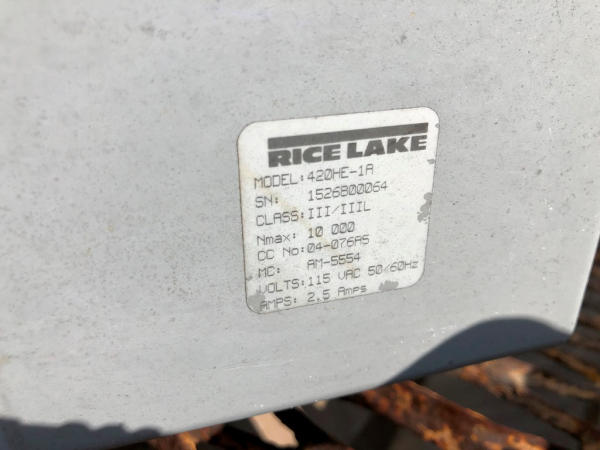 RICE LAKE
MODEL: 420HE-1A
SN: 1526800064
CLASS: III/IIIL
Nmax: 10 000
CC No: 04-076A5
MC: AM-5554
VOLTS: 115 VAC 50/60Hz
AMPS: 2.5 Amps